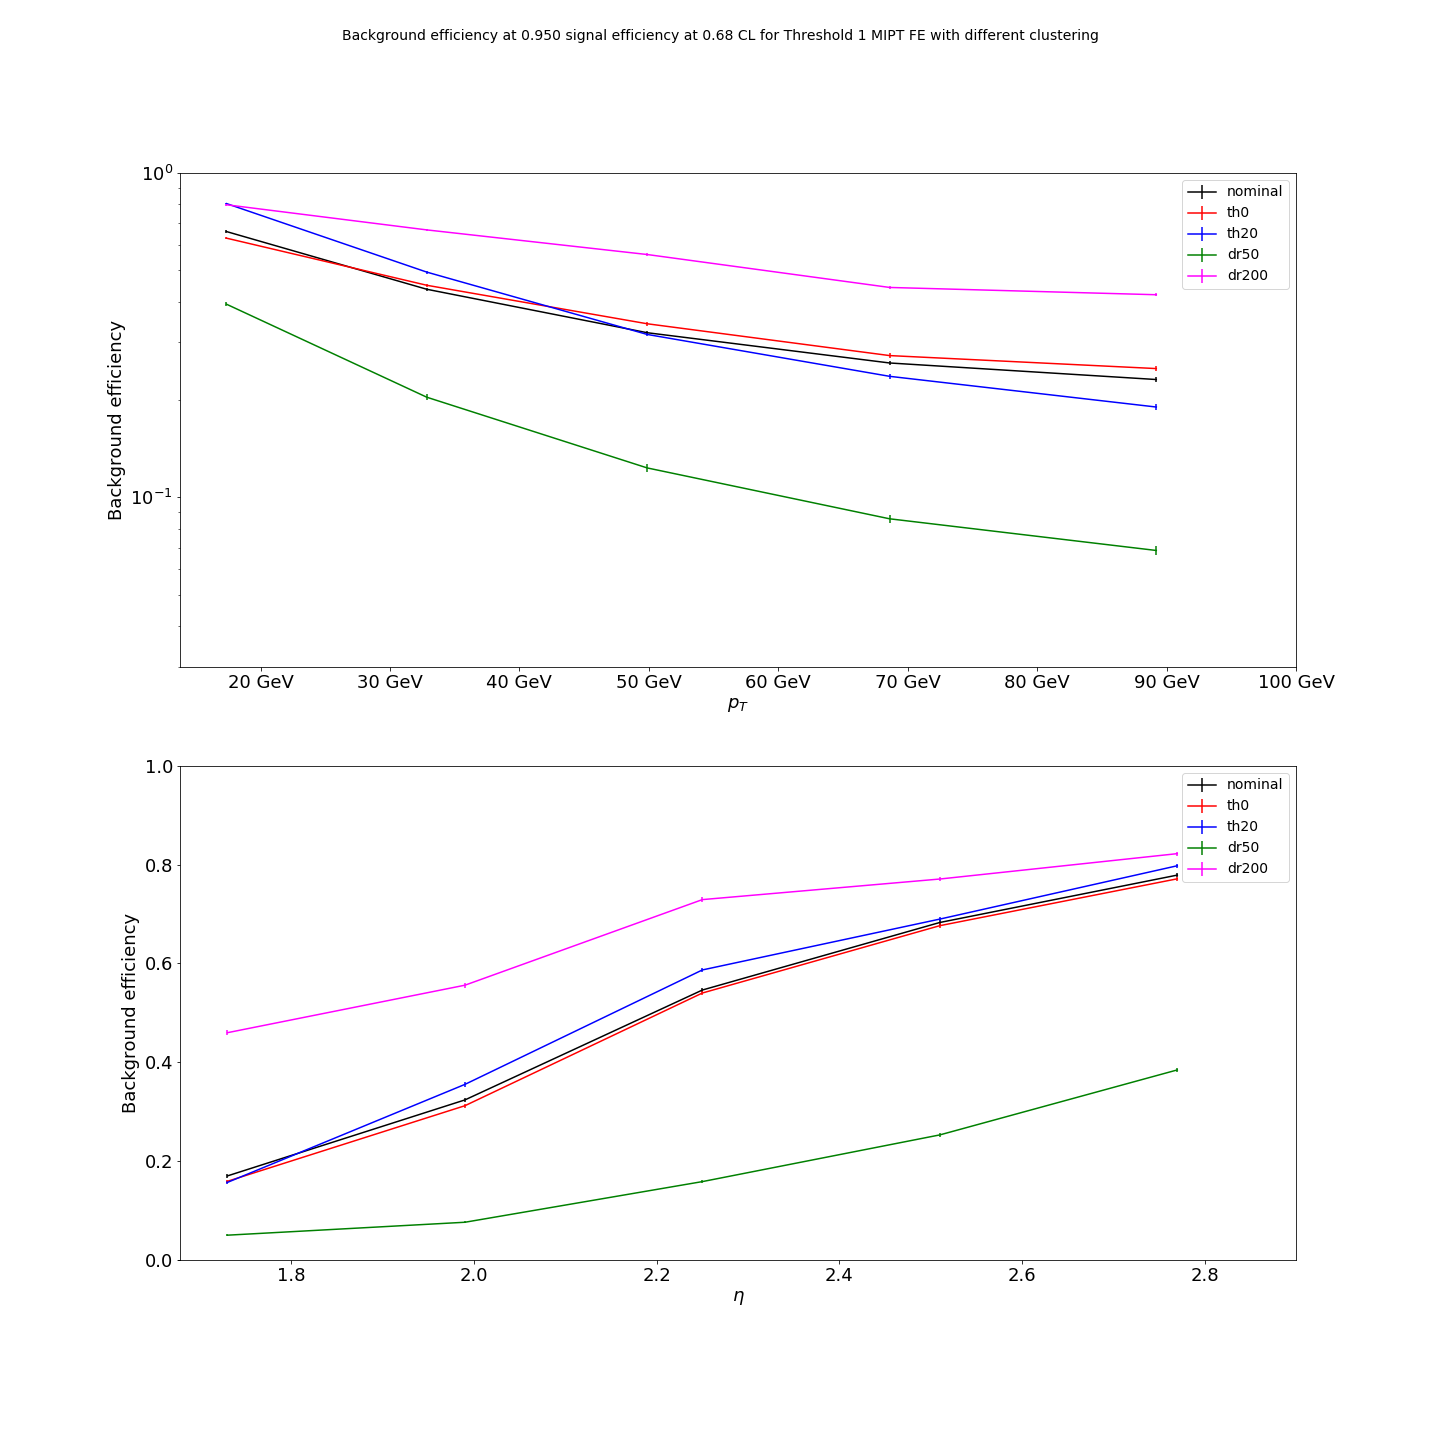 Background efficiency at 0.950 signal efficiency at 0.68 CL for Threshold 1 MIPT FE with different clustering
10⁰
10⁻¹
Background efficiency
nominal
th0
th20
dr50
dr200
20 GeV 30 GeV 40 GeV 50 GeV 60 GeV 70 GeV 80 GeV 90 GeV 100 GeV
p_T
1.0
0.8
0.6
0.4
0.2
0.0
Background efficiency
nominal
th0
th20
dr50
dr200
1.8 2.0 2.2 2.4 2.6 2.8
η